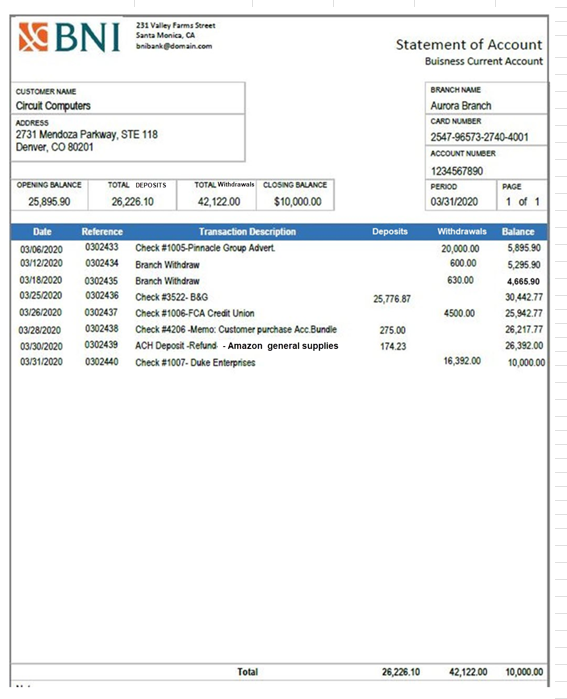 BNI
231 Valley Farms Street
Santa Monica, CA
bnibank@domain.com
Statement of Account
Buisness Current Account
CUSTOMER NAME
Circuit Computers
ADDRESS
2731 Mendoza Parkway, STE 118
Denver, CO 80201
BRANCH NAME
Aurora Branch
CARD NUMBER
2547-96573-2740-4001
ACCOUNT NUMBER
1234567890
OPENING BALANCE TOTAL DEPOSITS TOTAL Withdrawals CLOSING BALANCE PERIOD PAGE
25,895.90 26,226.10 42,122.00 $10,000.00 03/31/2020 1 of 1
Date Reference Transaction Description Deposits Withdrawals Balance
03/06/2020 0302433 Check #1005-Pinnacle Group Advert. 20,000.00 5,895.90
03/12/2020 0302434 Branch Withdraw 600.00 5,295.90
03/18/2020 0302435 Branch Withdraw 630.00 4,665.90
03/25/2020 0302436 Check #3522- B&G 25,776.87 30,442.77
03/26/2020 0302437 Check #1006-FCA Credit Union 4500.00 25,942.77
03/28/2020 0302438 Check #4206 -Memo: Customer purchase Acc.Bundle 275.00 26,217.77
03/30/2020 0302439 ACH Deposit -Refund - Amazon general supplies 174.23 26,392.00
03/31/2020 0302440 Check #1007- Duke Enterprises 16,392.00 10,000.00
Total 26,226.10 42,122.00 10,000.00